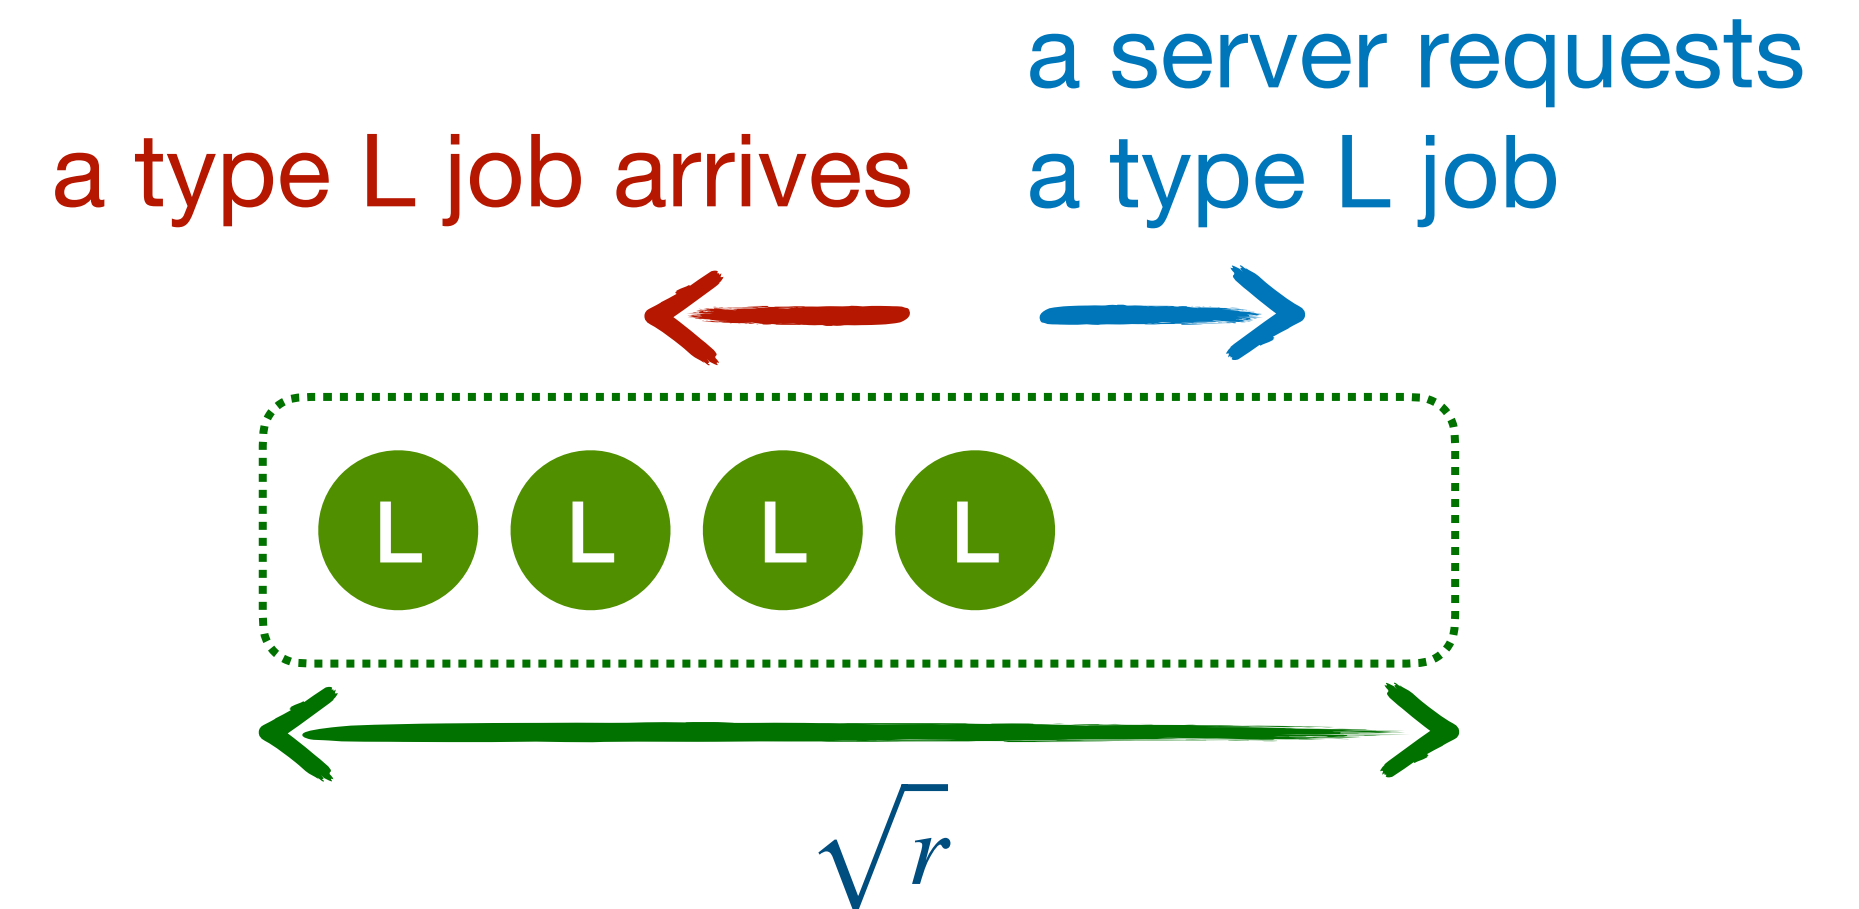 a server requests
a type L job arrives
a type L job
L L L L
√r